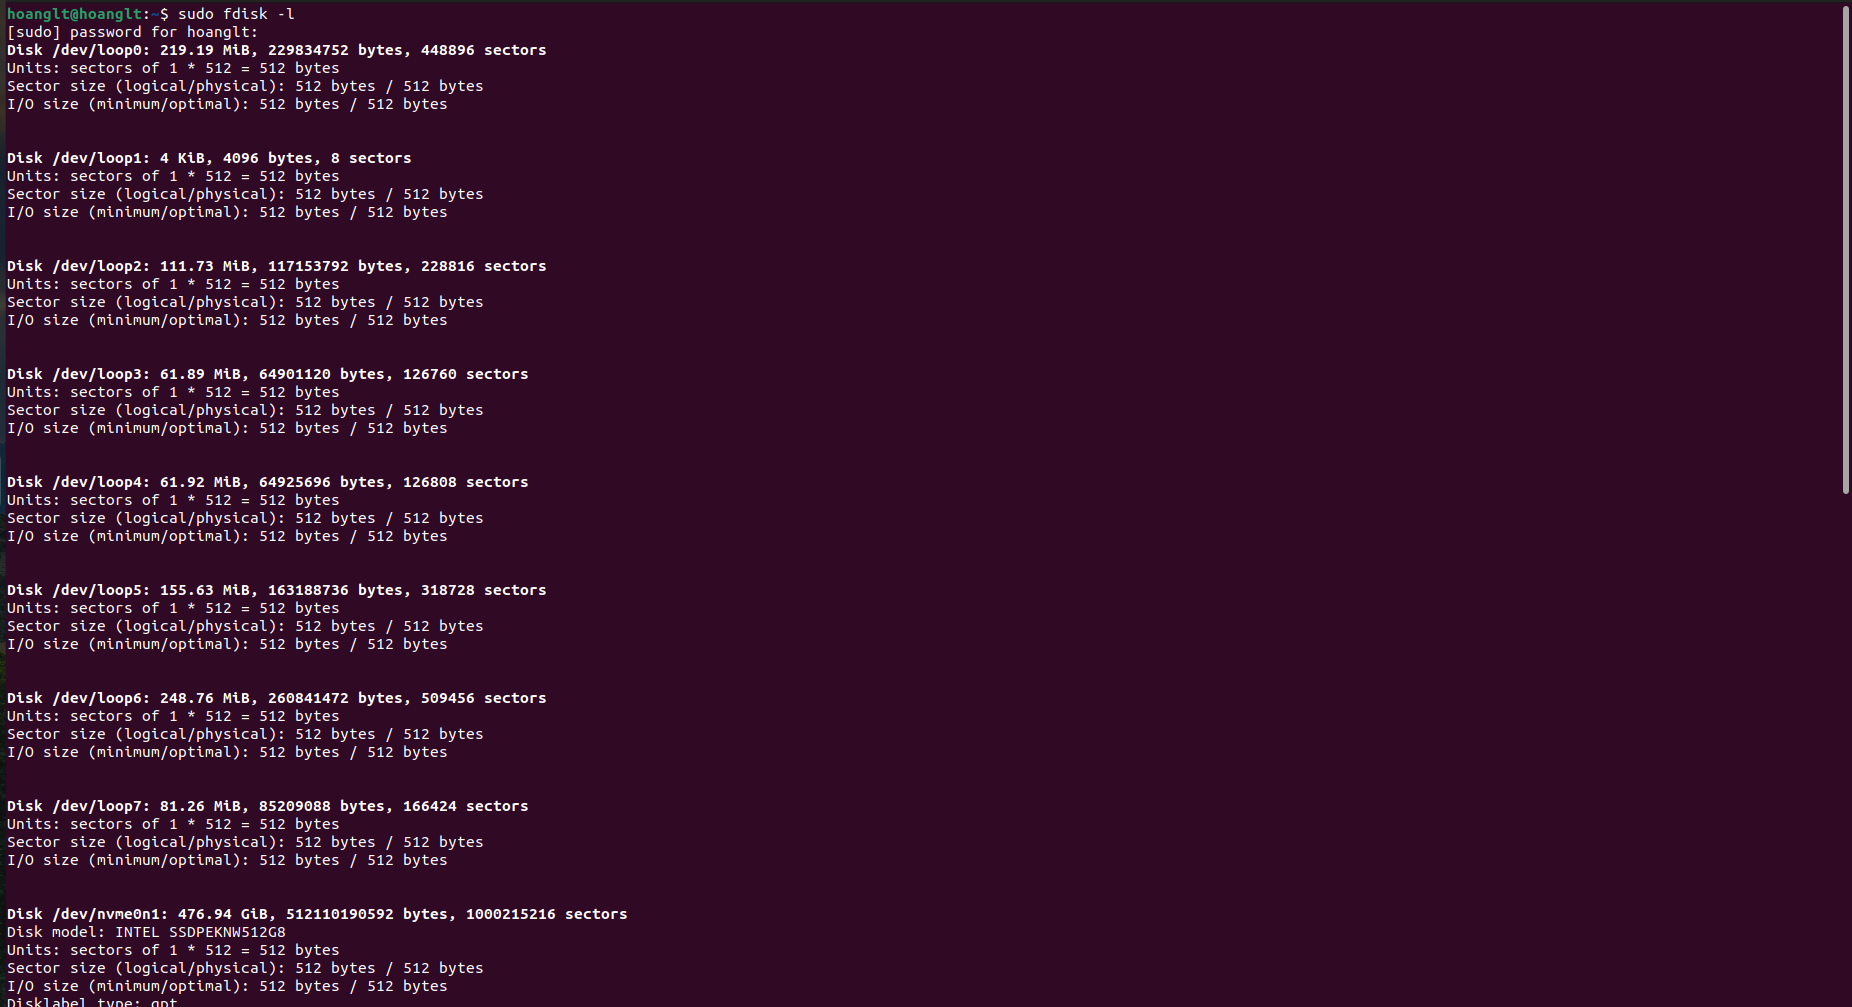 hoanglt@hoanglt:~$ sudo fdisk -l
[sudo] password for hoanglt:
Disk /dev/loop0: 219.19 MiB, 229834752 bytes, 448896 sectors
Units: sectors of 1 * 512 = 512 bytes
Sector size (logical/physical): 512 bytes / 512 bytes
I/O size (minimum/optimal): 512 bytes / 512 bytes
Disk /dev/loop1: 4 KiB, 4096 bytes, 8 sectors
Units: sectors of 1 * 512 = 512 bytes
Sector size (logical/physical): 512 bytes / 512 bytes
I/O size (minimum/optimal): 512 bytes / 512 bytes
Disk /dev/loop2: 111.73 MiB, 117153792 bytes, 228816 sectors
Units: sectors of 1 * 512 = 512 bytes
Sector size (logical/physical): 512 bytes / 512 bytes
I/O size (minimum/optimal): 512 bytes / 512 bytes
Disk /dev/loop3: 61.89 MiB, 64901120 bytes, 126760 sectors
Units: sectors of 1 * 512 = 512 bytes
Sector size (logical/physical): 512 bytes / 512 bytes
I/O size (minimum/optimal): 512 bytes / 512 bytes
Disk /dev/loop4: 61.92 MiB, 64925696 bytes, 126808 sectors
Units: sectors of 1 * 512 = 512 bytes
Sector size (logical/physical): 512 bytes / 512 bytes
I/O size (minimum/optimal): 512 bytes / 512 bytes
Disk /dev/loop5: 155.63 MiB, 163188736 bytes, 318728 sectors
Units: sectors of 1 * 512 = 512 bytes
Sector size (logical/physical): 512 bytes / 512 bytes
I/O size (minimum/optimal): 512 bytes / 512 bytes
Disk /dev/loop6: 248.76 MiB, 260841472 bytes, 509456 sectors
Units: sectors of 1 * 512 = 512 bytes
Sector size (logical/physical): 512 bytes / 512 bytes
I/O size (minimum/optimal): 512 bytes / 512 bytes
Disk /dev/loop7: 81.26 MiB, 85209088 bytes, 166424 sectors
Units: sectors of 1 * 512 = 512 bytes
Sector size (logical/physical): 512 bytes / 512 bytes
I/O size (minimum/optimal): 512 bytes / 512 bytes
Disk /dev/nvme0n1: 476.94 GiB, 512110190592 bytes, 1000215216 sectors
Disk model: INTEL SSDPEKNW512G8
Units: sectors of 1 * 512 = 512 bytes
Sector size (logical/physical): 512 bytes / 512 bytes
I/O size (minimum/optimal): 512 bytes / 512 bytes
Disklabel type: gpt